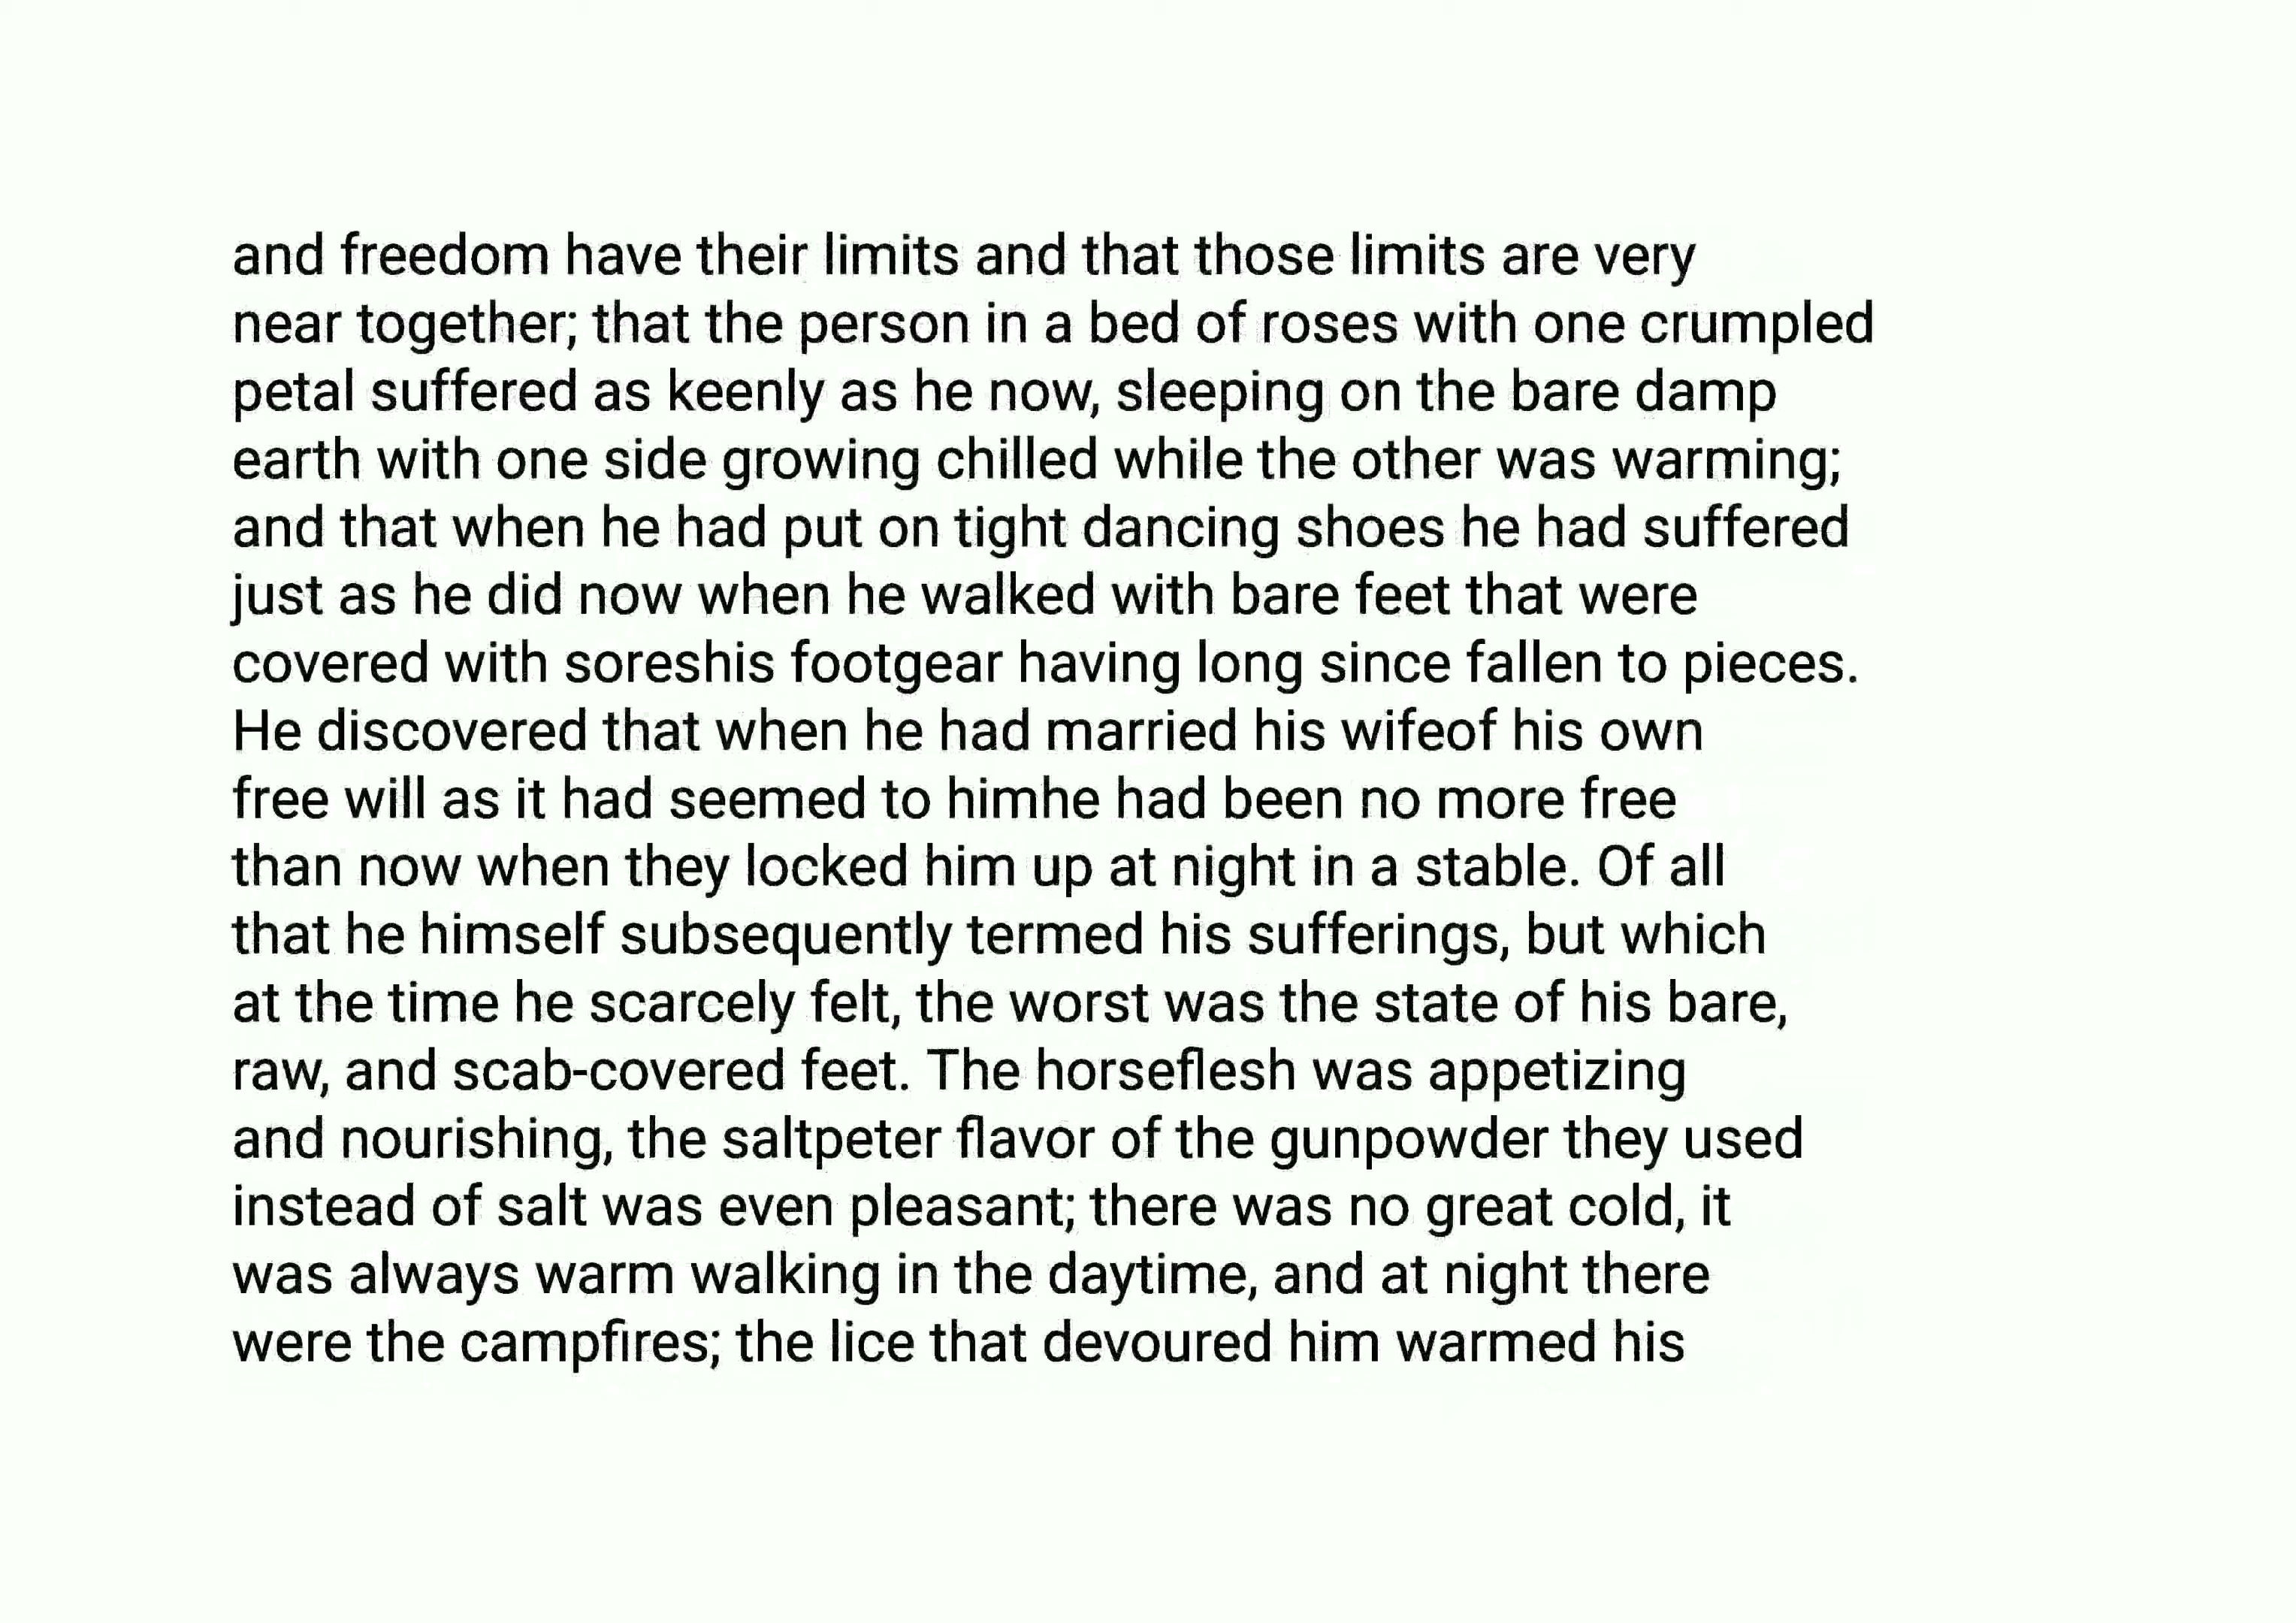 and freedom have their limits and that those limits are very
near together; that the person in a bed of roses with one crumpled
petal suffered as keenly as he now, sleeping on the bare damp
earth with one side growing chilled while the other was warming;
and that when he had put on tight dancing shoes he had suffered
just as he did now when he walked with bare feet that were
covered with soreshis footgear having long since fallen to pieces.
He discovered that when he had married his wifeof his own
free will as it had seemed to himhe had been no more free
than now when they locked him up at night in a stable. Of all
that he himself subsequently termed his sufferings, but which
at the time he scarcely felt, the worst was the state of his bare,
raw, and scab-covered feet. The horseflesh was appetizing
and nourishing, the saltpeter flavor of the gunpowder they used
instead of salt was even pleasant; there was no great cold, it
was always warm walking in the daytime, and at night there
were the campfires; the lice that devoured him warmed his